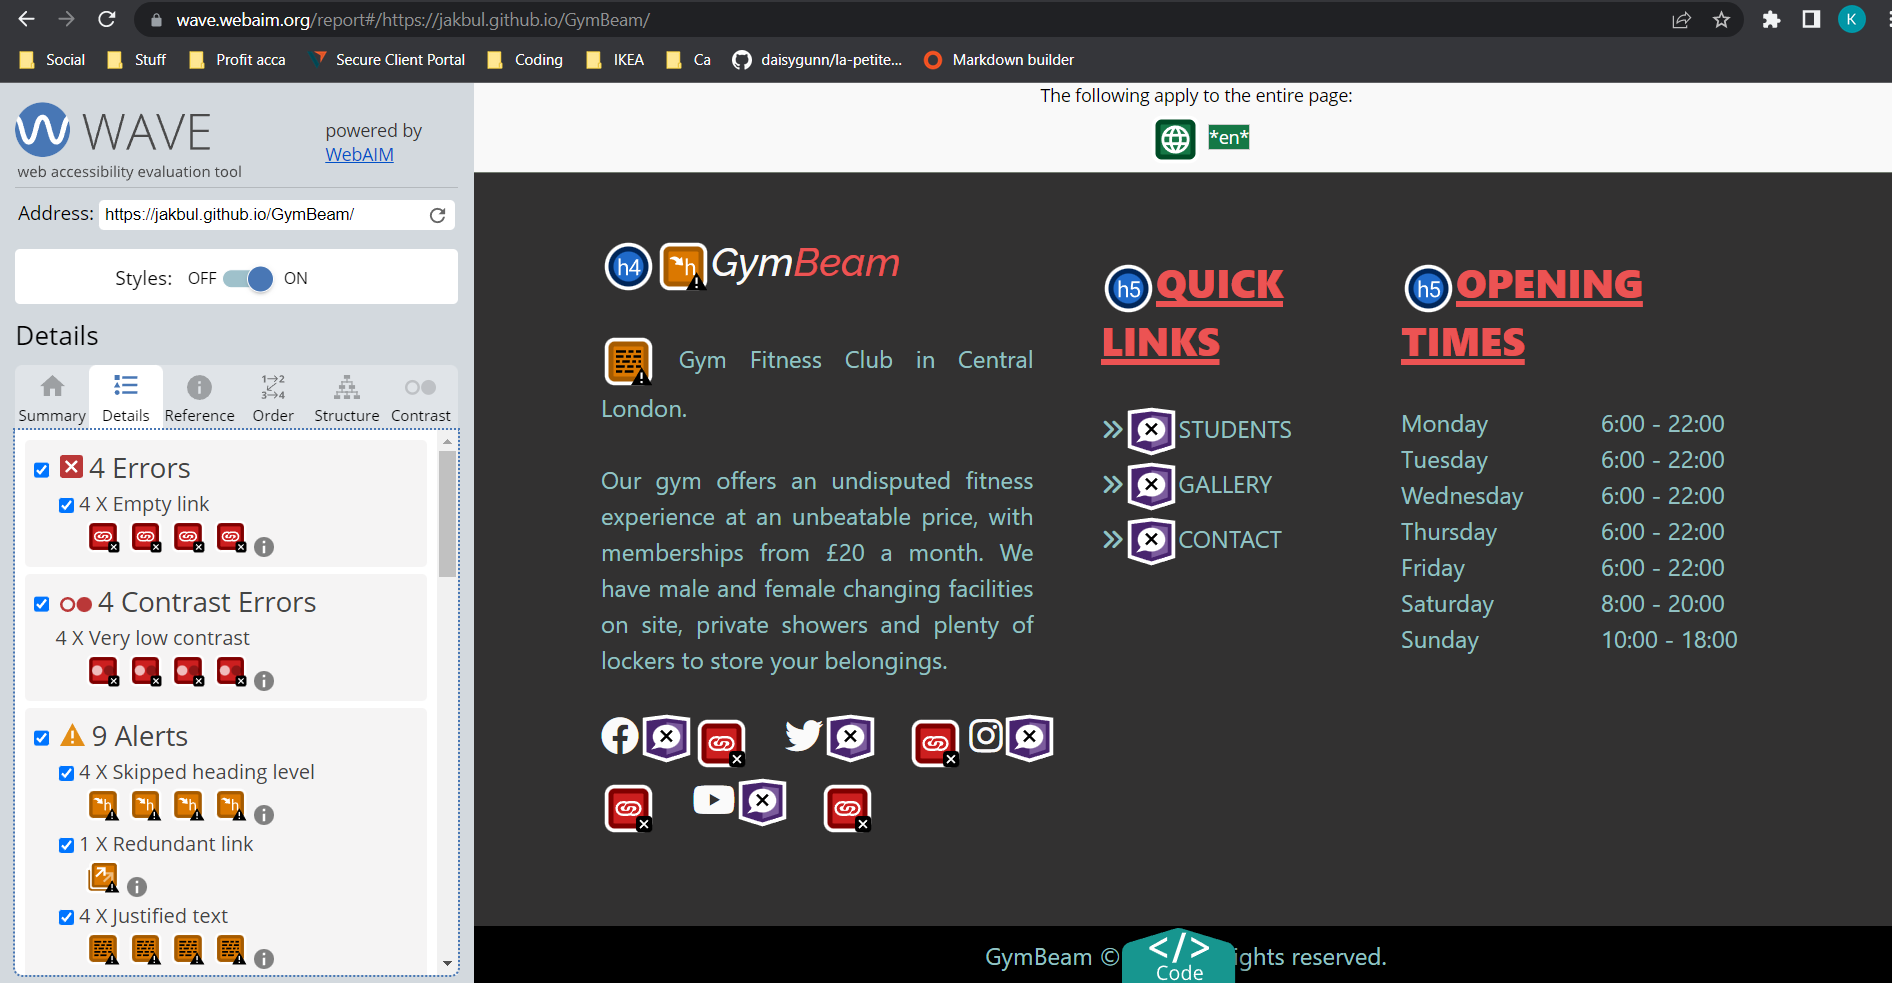 wave.webaim.org/report#/https://jakbul.github.io/GymBeam/
K
Social
Stuff
Profit acca
Secure Client Portal
Coding
IKEA
Ca
daisygunn/la-petite...
Markdown builder
WAVE
web accessibility evaluation tool
powered by
WebAIM
Address: https://jakbul.github.io/GymBeam/
Styles: OFF ON
Details
Summary Details Reference Order Structure Contrast
4 Errors
4 X Empty link
4 Contrast Errors
4 X Very low contrast
9 Alerts
4 X Skipped heading level
1 X Redundant link
4 X Justified text
The following apply to the entire page:
*en*
h4 h GymBeam
Gym Fitness Club in Central
London.
Our gym offers an undisputed fitness
experience at an unbeatable price, with
memberships from £20 a month. We
have male and female changing facilities
on site, private showers and plenty of
lockers to store your belongings.
h5 QUICK
LINKS
STUDENTS
GALLERY
CONTACT
h5 OPENING
TIMES
Monday 6:00 - 22:00
Tuesday 6:00 - 22:00
Wednesday 6:00 - 22:00
Thursday 6:00 - 22:00
Friday 6:00 - 22:00
Saturday 8:00 - 20:00
Sunday 10:00 - 18:00
GymBeam © ights reserved.
</> 
Code